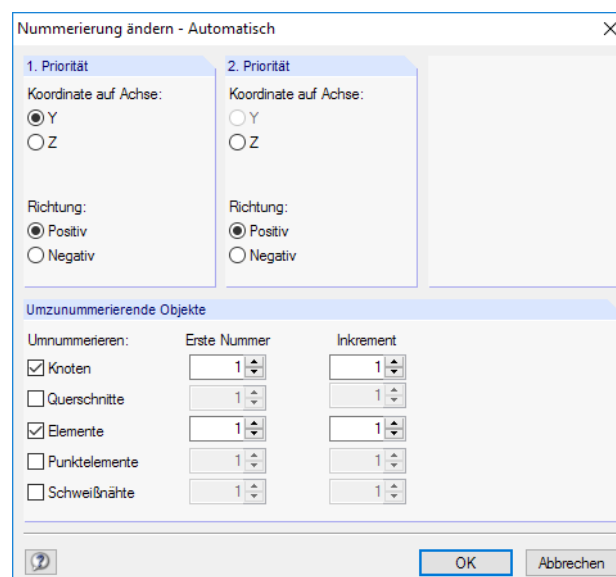 Nummerierung ändern - Automatisch
1. Priorität
Koordinate auf Achse:
Y
Z
Richtung:
Positiv
Negativ
2. Priorität
Koordinate auf Achse:
Y
Z
Richtung:
Positiv
Negativ
Umzunummerierende Objekte
Umnummerieren: Erste Nummer Inkrement
Knoten 1 1
Querschnitte 1 1
Elemente 1 1
Punktelemente 1 1
Schweißnähte 1 1
OK Abbrechen